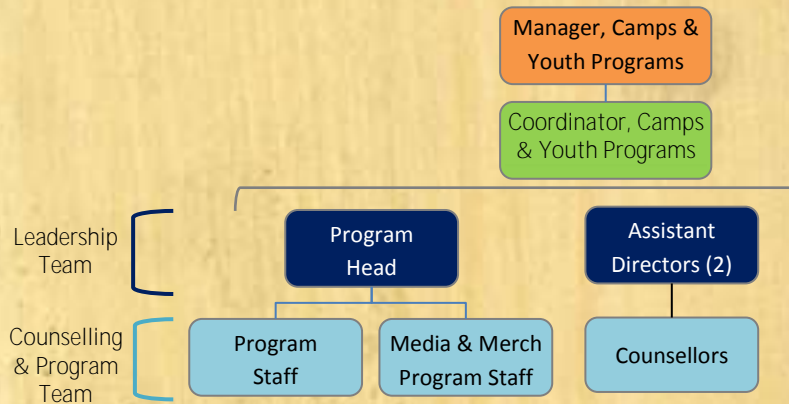 Manager, Camps &
Youth Programs
Coordinator, Camps
& Youth Programs
Leadership
Team
Program
Head
Assistant
Directors (2)
Counselling
& Program
Team
Program
Staff
Media & Merch
Program Staff
Counsellors